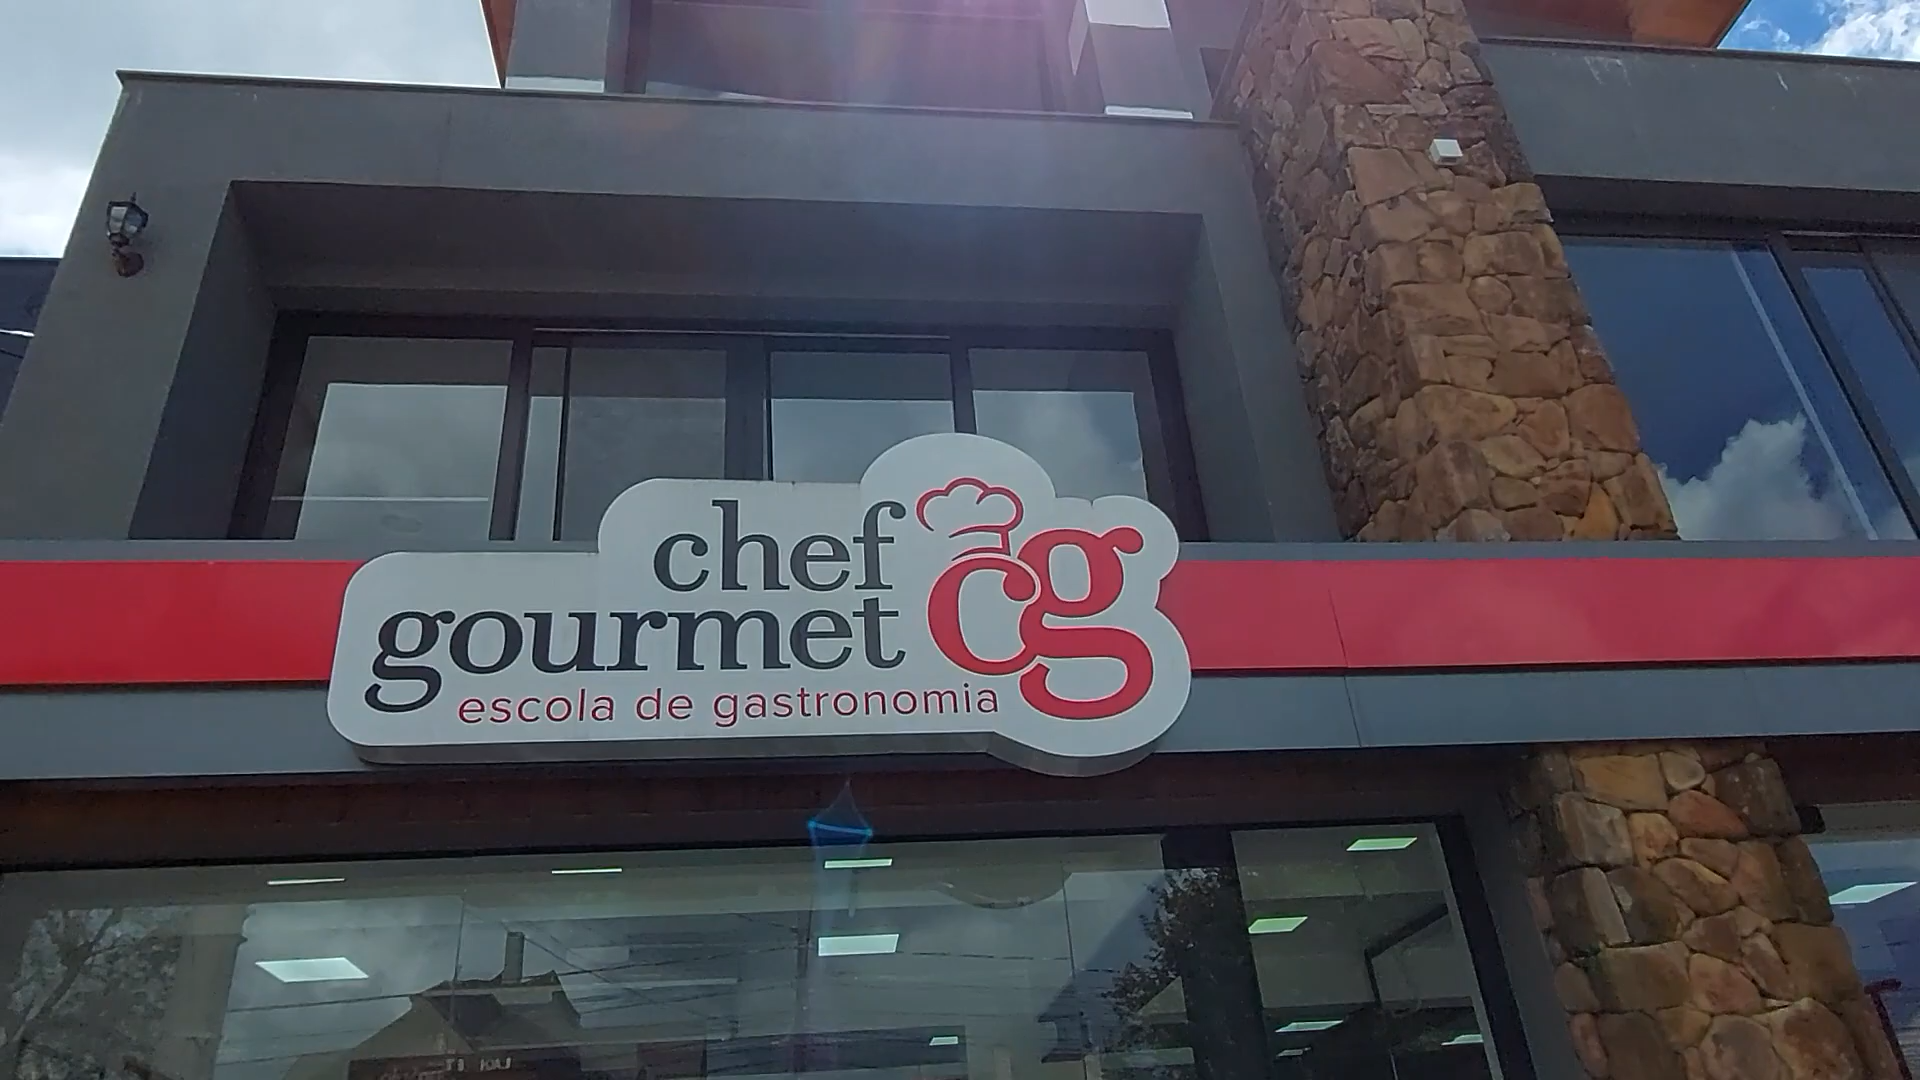 chef
gourmet
cg
escola de gastronomia